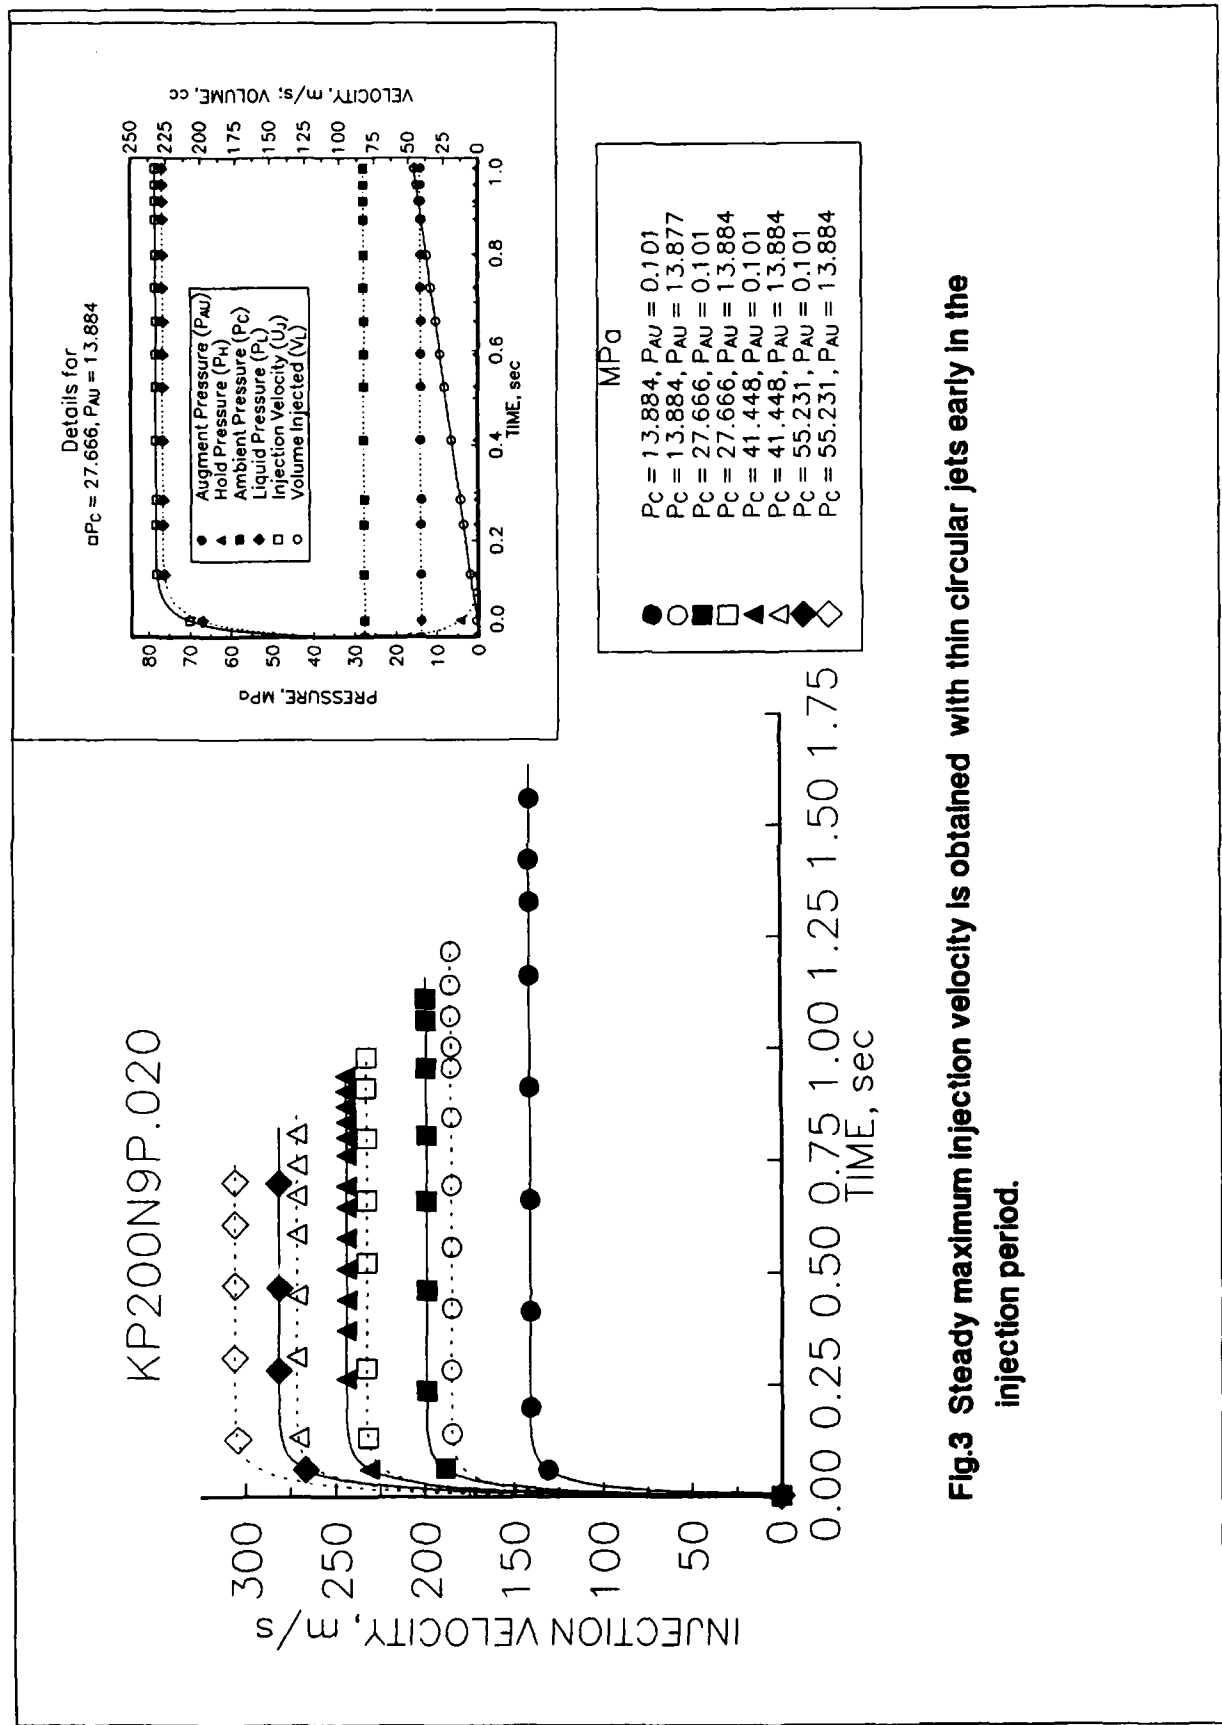 KP200N9P.020
INJECTION VELOCITY, m/s
300
250
200
150
100
50
0
0.00 0.25 0.50 0.75 1.00 1.25 1.50 1.75
TIME, sec
Details for
□PC = 27.666, PAU = 13.884
PRESSURE, MPa
80
70
60
50
40
30
20
10
0
VELOCITY, m/s; VOLUME, cc
250
225
200
175
150
125
100
75
50
25
0.0 0.2 0.4 0.6 0.8 1.0
TIME, sec
● Augment Pressure (PAU)
▲ Hold Pressure (PH)
■ Ambient Pressure (PC)
◆ Liquid Pressure (PL)
□ Injection Velocity (UJ)
○ Volume Injected (VL)
MPa
● PC = 13.884, PAU = 0.101
○ PC = 13.884, PAU = 13.877
■ PC = 27.666, PAU = 0.101
□ PC = 27.666, PAU = 13.884
▲ PC = 41.448, PAU = 0.101
△ PC = 41.448, PAU = 13.884
◆ PC = 55.231, PAU = 0.101
◇ PC = 55.231, PAU = 13.884
Fig.3 Steady maximum injection velocity is obtained with thin circular jets early in the
injection period.